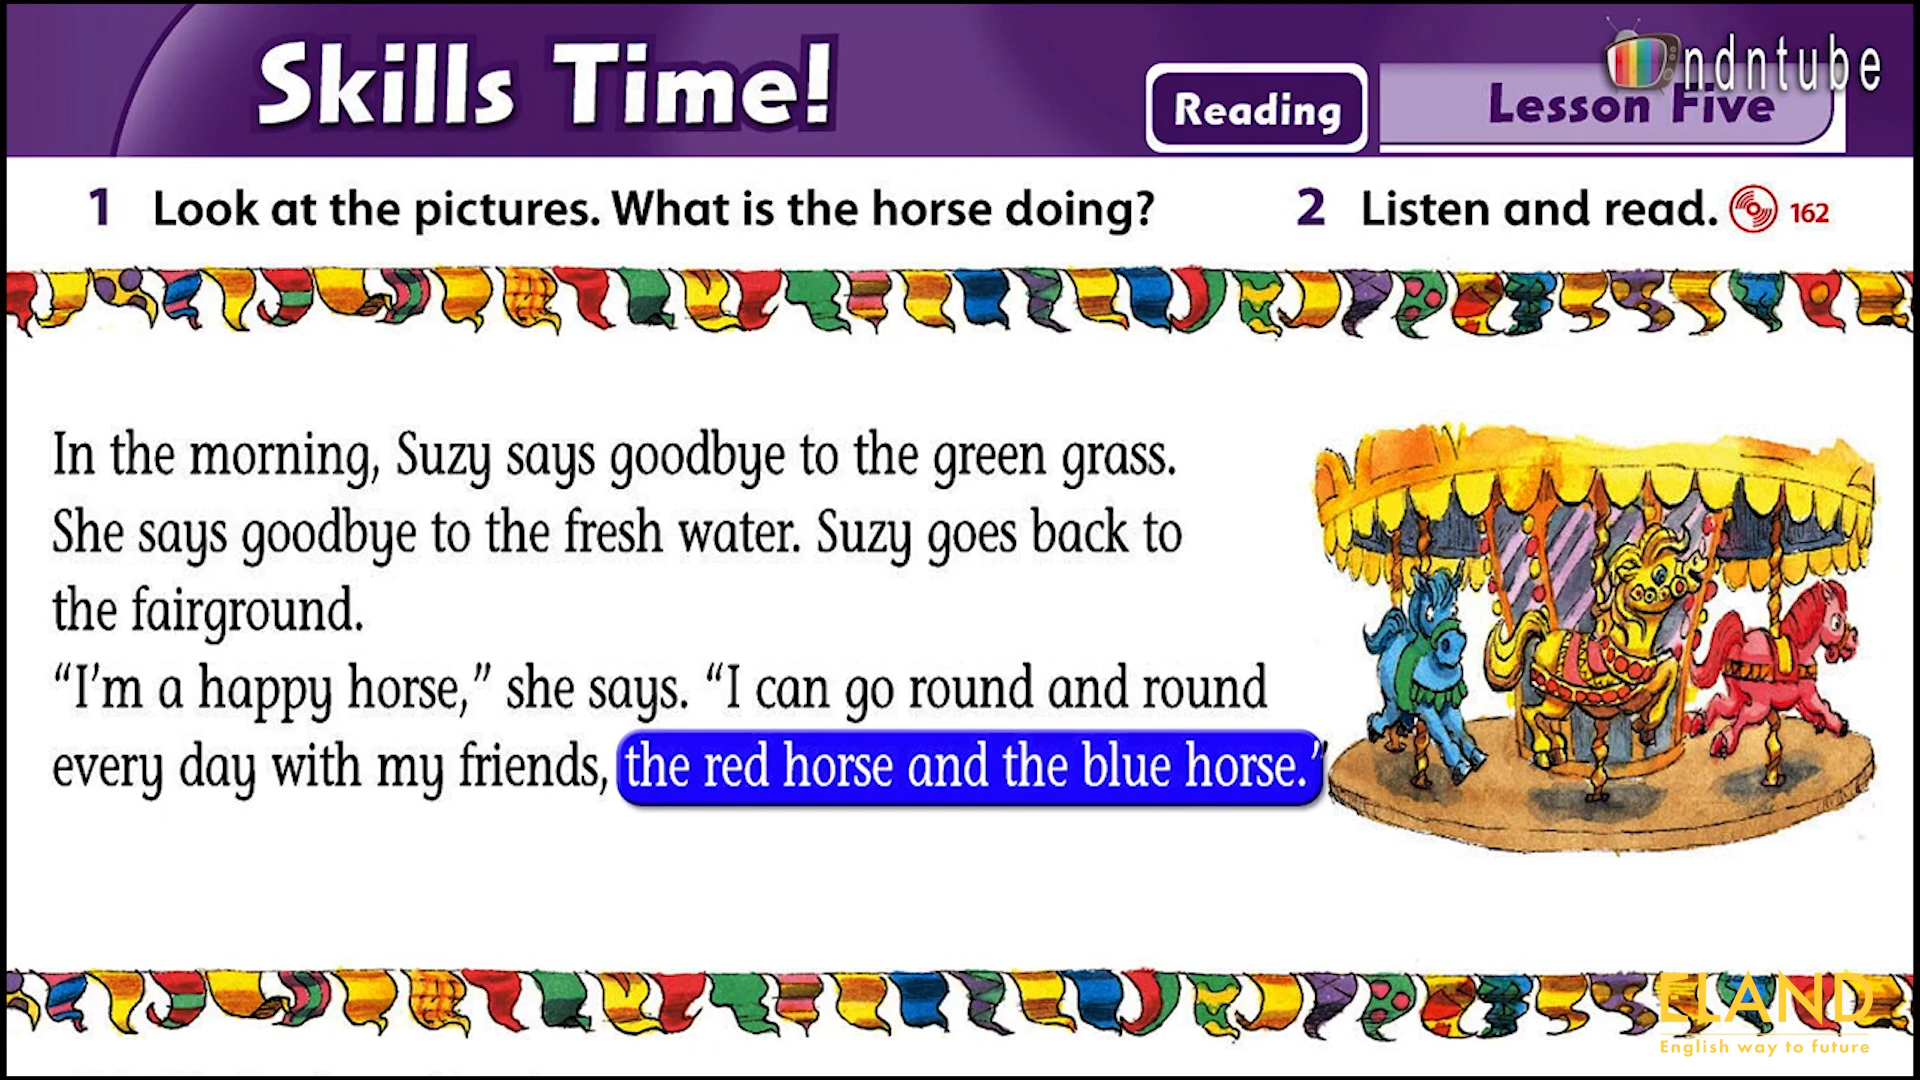 Skills Time!
Reading
Lesson Five
ndntube
1 Look at the pictures. What is the horse doing?
2 Listen and read. 162
In the morning, Suzy says goodbye to the green grass.
She says goodbye to the fresh water. Suzy goes back to
the fairground.
“I’m a happy horse,” she says. “I can go round and round
every day with my friends, the red horse and the blue horse.”
ELAND
English way to future